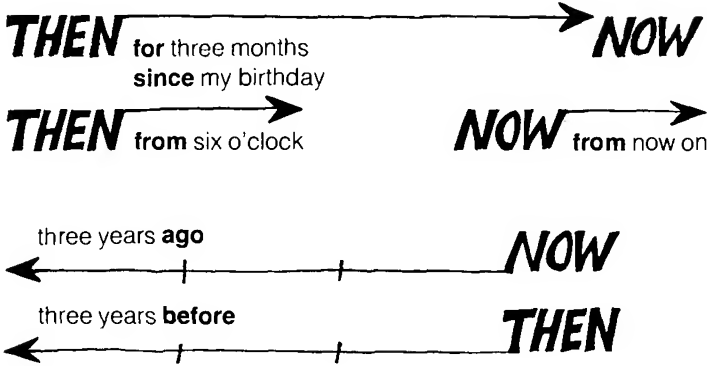 THEN for three months NOW
since my birthday
THEN from six o'clock NOW from now on
three years ago NOW
three years before THEN